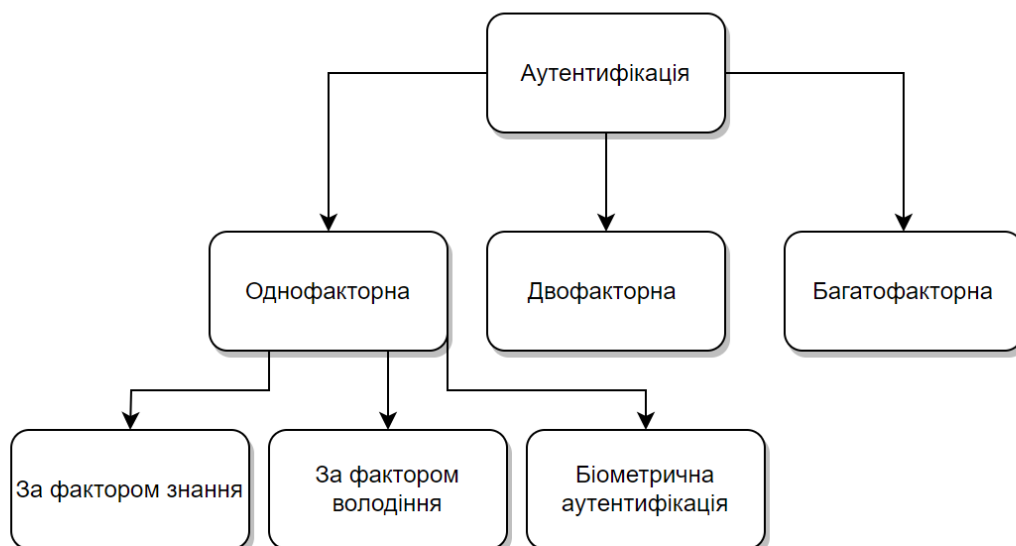 Аутентифікація
Однофакторна
Двофакторна
Багатофакторна
За фактором знання
За фактором
володіння
Біометрична
аутентифікація